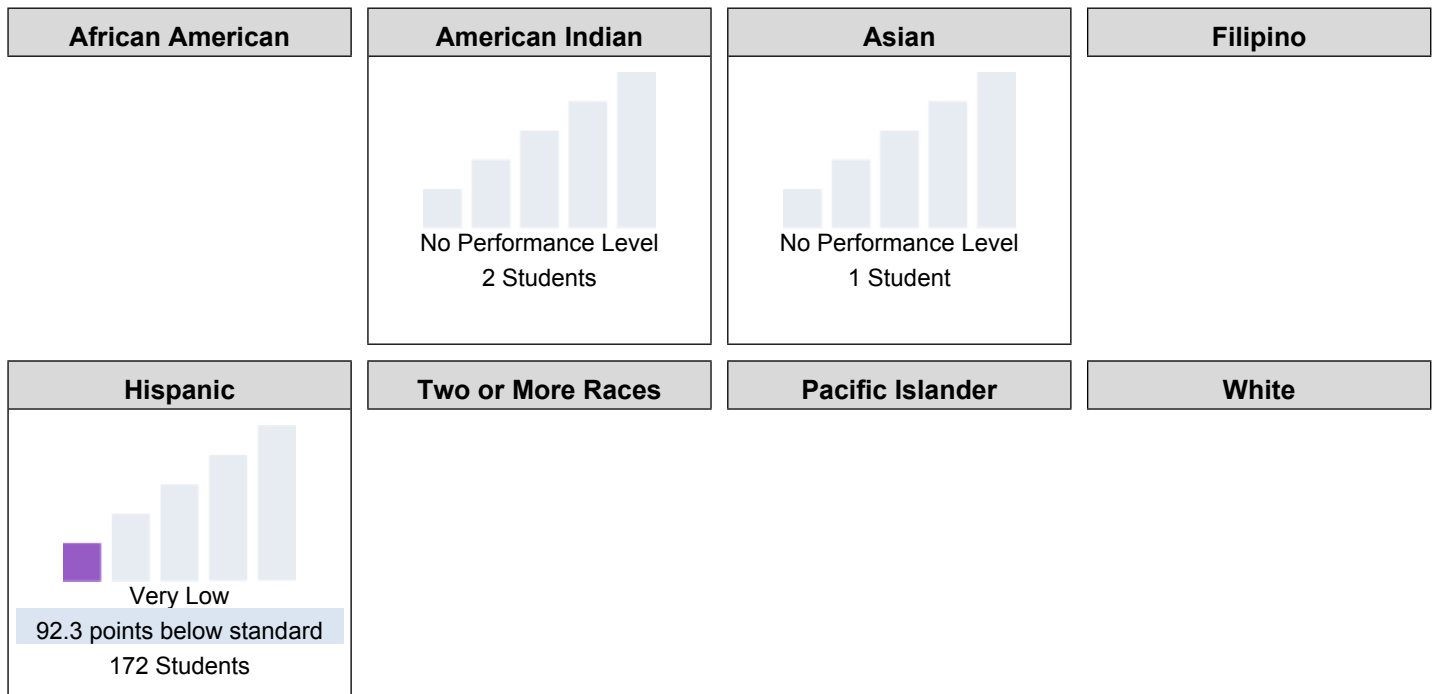 African American
American Indian
Asian
Filipino
No Performance Level
2 Students
No Performance Level
1 Student
Hispanic
Two or More Races
Pacific Islander
White
Very Low
92.3 points below standard
172 Students